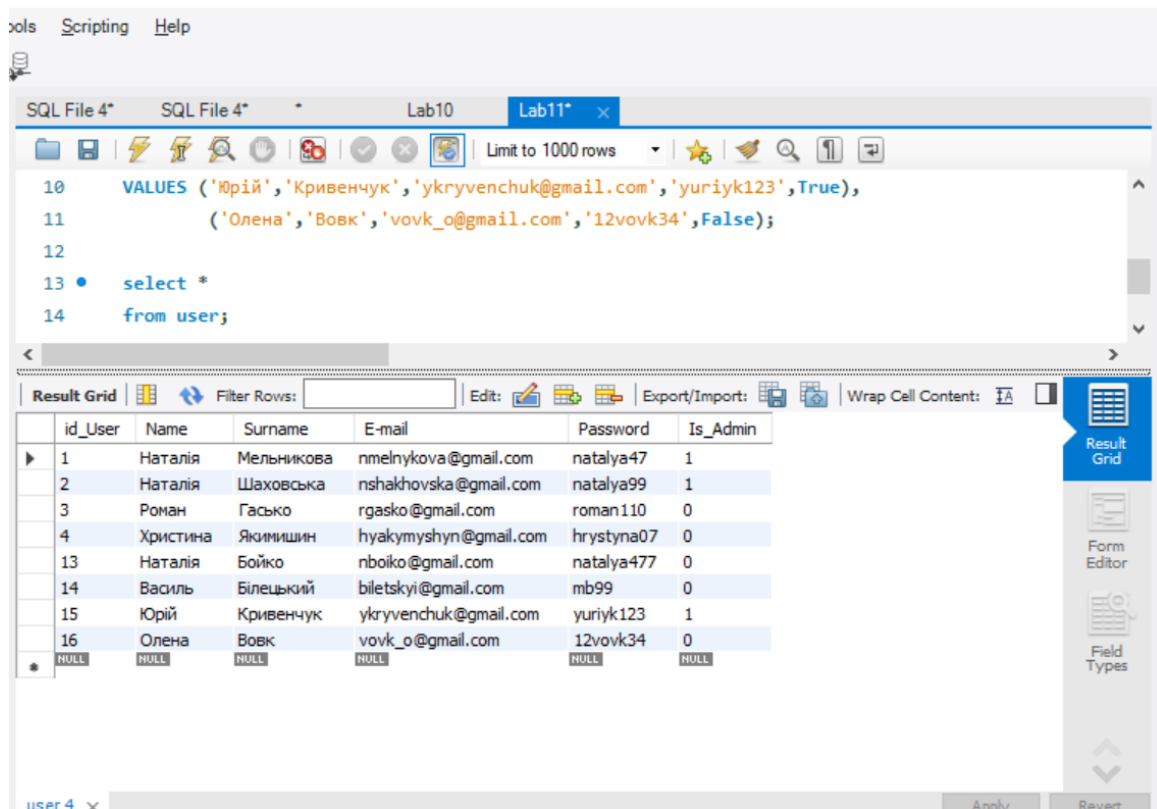 ools Scripting Help
SQL File 4* SQL File 4* * Lab10 Lab11* ×
Limit to 1000 rows
10 VALUES ('Юрій','Кривенчук','ykryvenchuk@gmail.com','yuriyk123',True),
11 ('Олена','Вовк','vovk_o@gmail.com','12vovk34',False);
12
13 select *
14 from user;
Result Grid Filter Rows: Edit: Export/Import: Wrap Cell Content: IA
id_User Name Surname E-mail Password Is_Admin
1 Наталія Мельникова nmelnykova@gmail.com natalya47 1
2 Наталія Шаховська nshakhovska@gmail.com natalya99 1
3 Роман Гасько rgasko@gmail.com roman110 0
4 Христина Якимишин hyakymyshyn@gmail.com hrystyna07 0
13 Наталія Бойко nboiko@gmail.com natalya477 0
14 Василь Білецький biletskyi@gmail.com mb99 0
15 Юрій Кривенчук ykryvenchuk@gmail.com yuriyk123 1
16 Олена Вовк vovk_o@gmail.com 12vovk34 0
NULL NULL NULL NULL NULL NULL
Result
Grid
Form
Editor
Field
Types
user 4 × Apply Revert